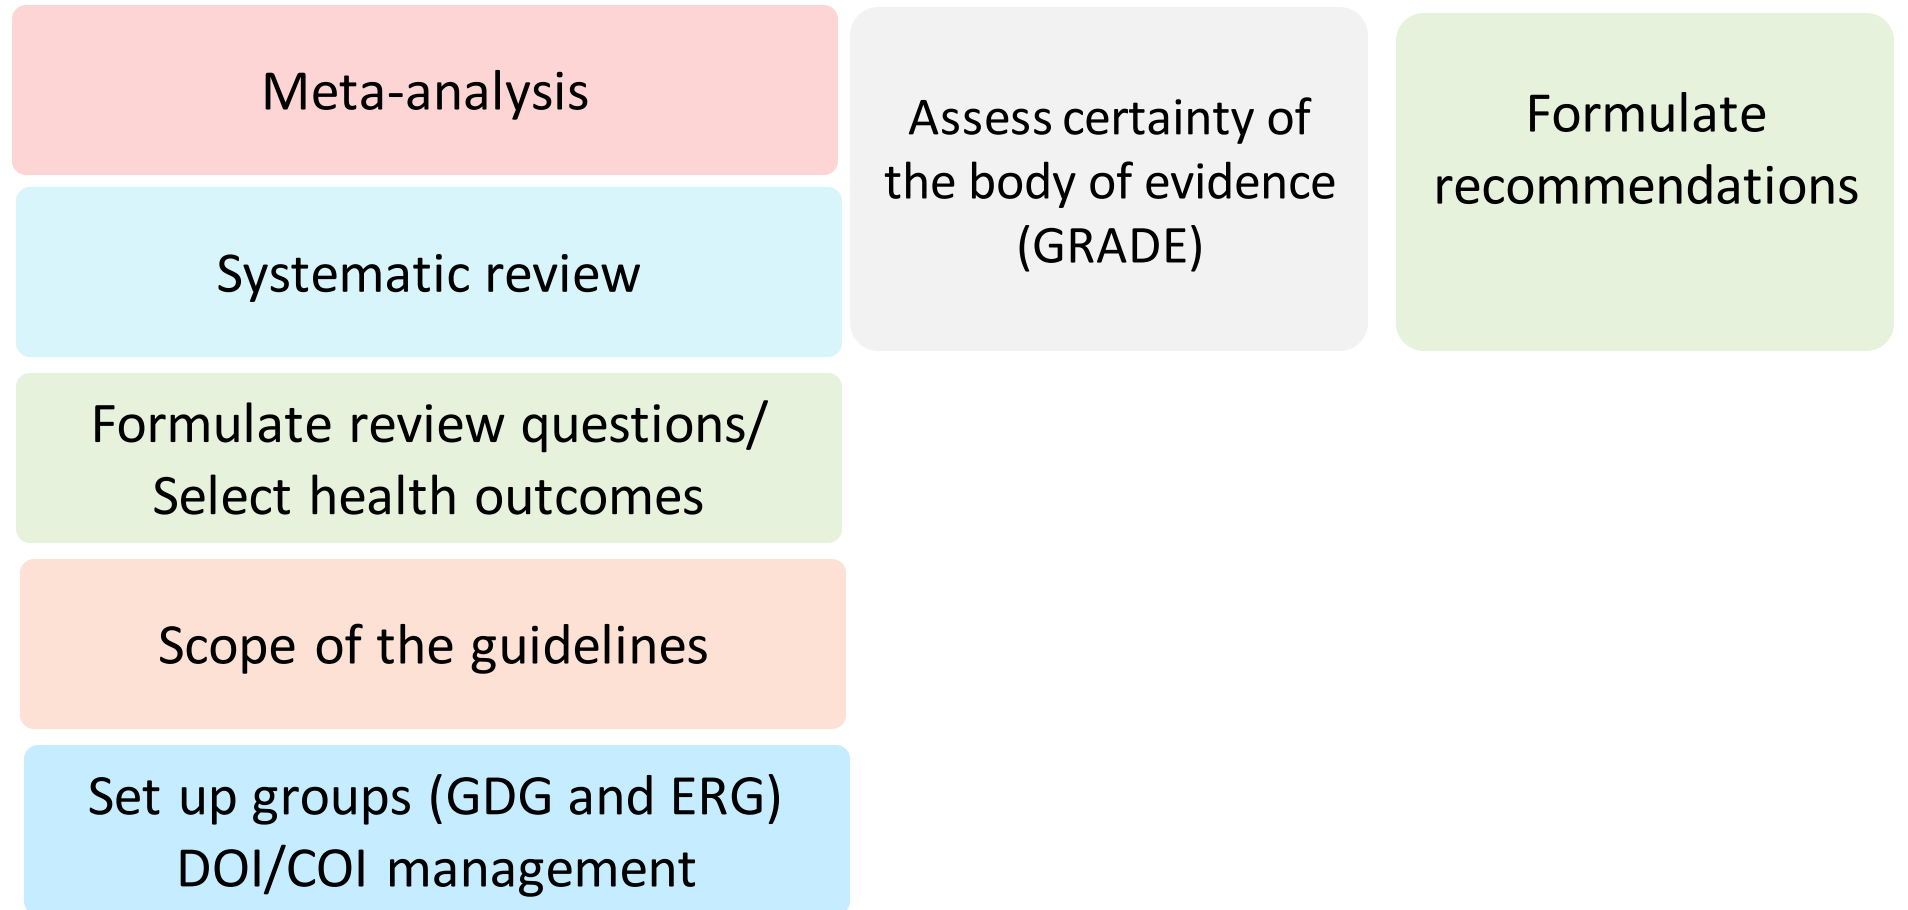 Meta-analysis
Systematic review
Formulate review questions/
Select health outcomes
Scope of the guidelines
Set up groups (GDG and ERG)
DOI/COI management
Assess certainty of
the body of evidence
(GRADE)
Formulate
recommendations